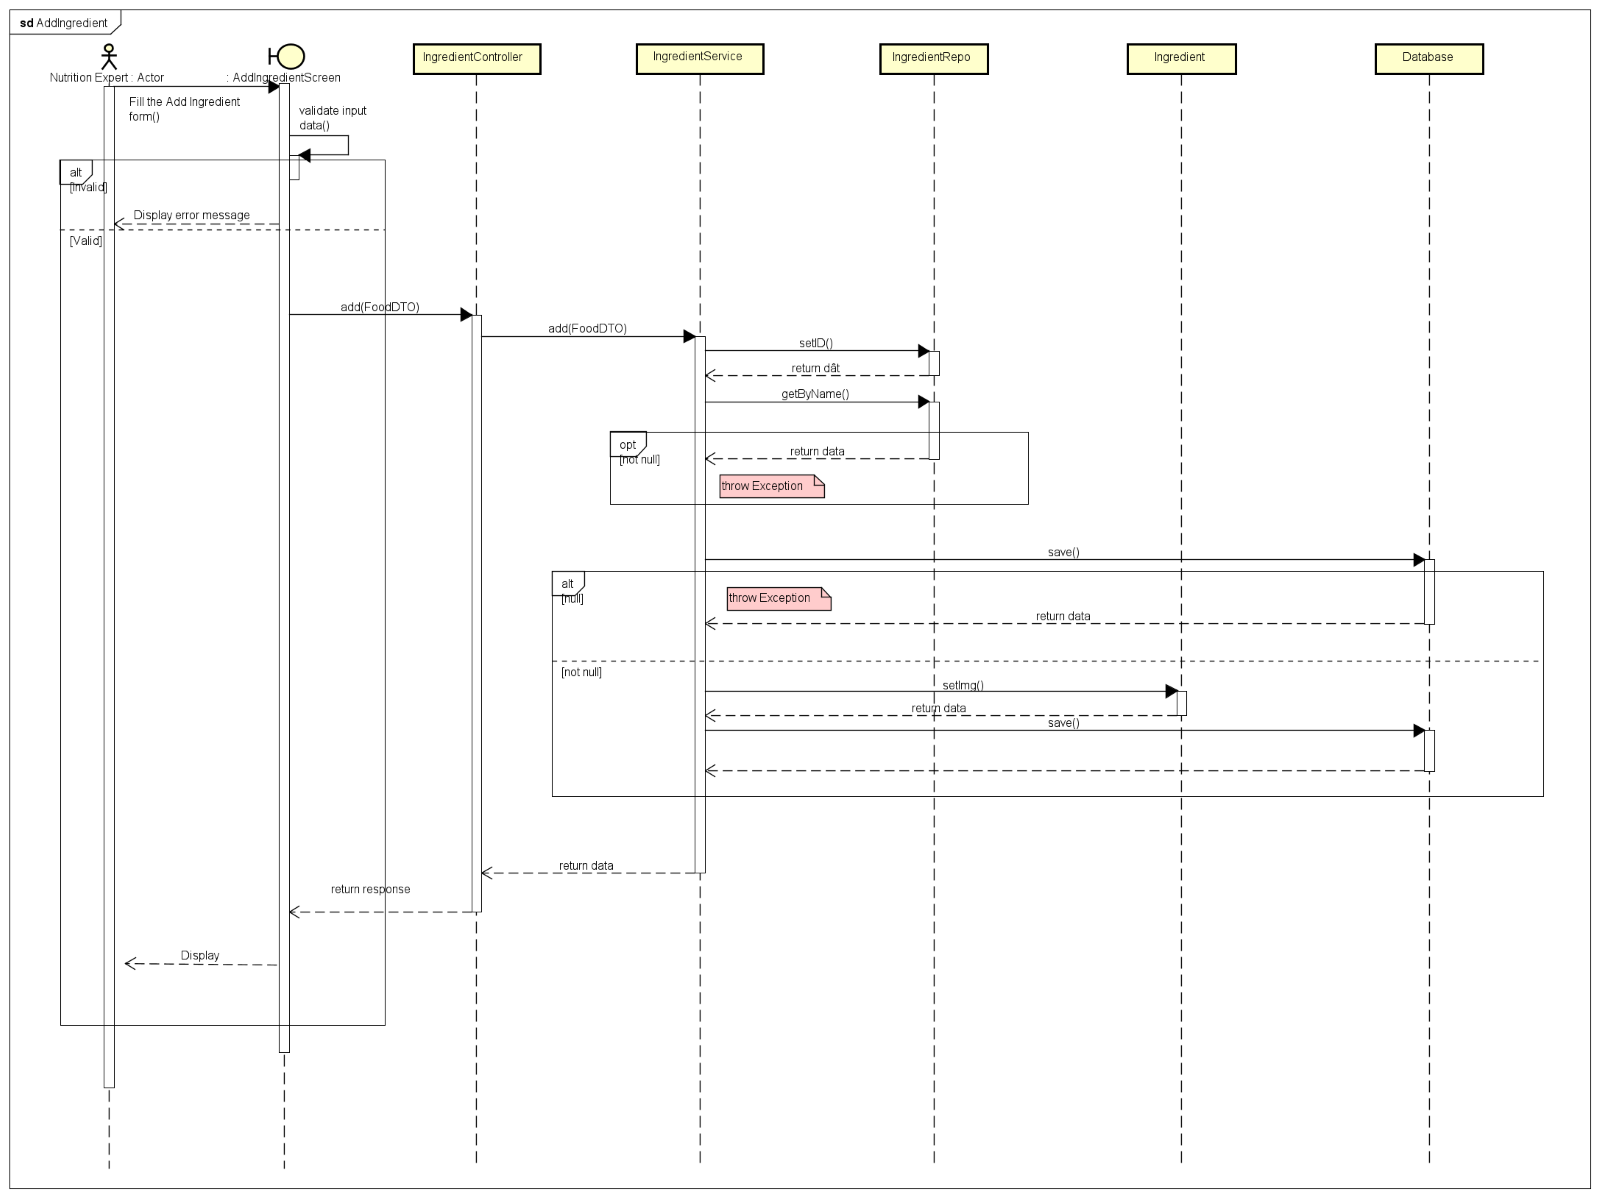 sd AddIngredient
Nutrition Expert : Actor
: AddIngredientScreen
IngredientController
IngredientService
IngredientRepo
Ingredient
Database
Fill the Add Ingredient
form()
validate input
data()
alt
[Invalid]
Display error message
[Valid]
add(FoodDTO)
add(FoodDTO)
setID()
return dât
getByName()
opt
[not null]
return data
throw Exception
save()
alt
[null]
throw Exception
return data
[not null]
setImg()
return data
save()
return data
return response
Display